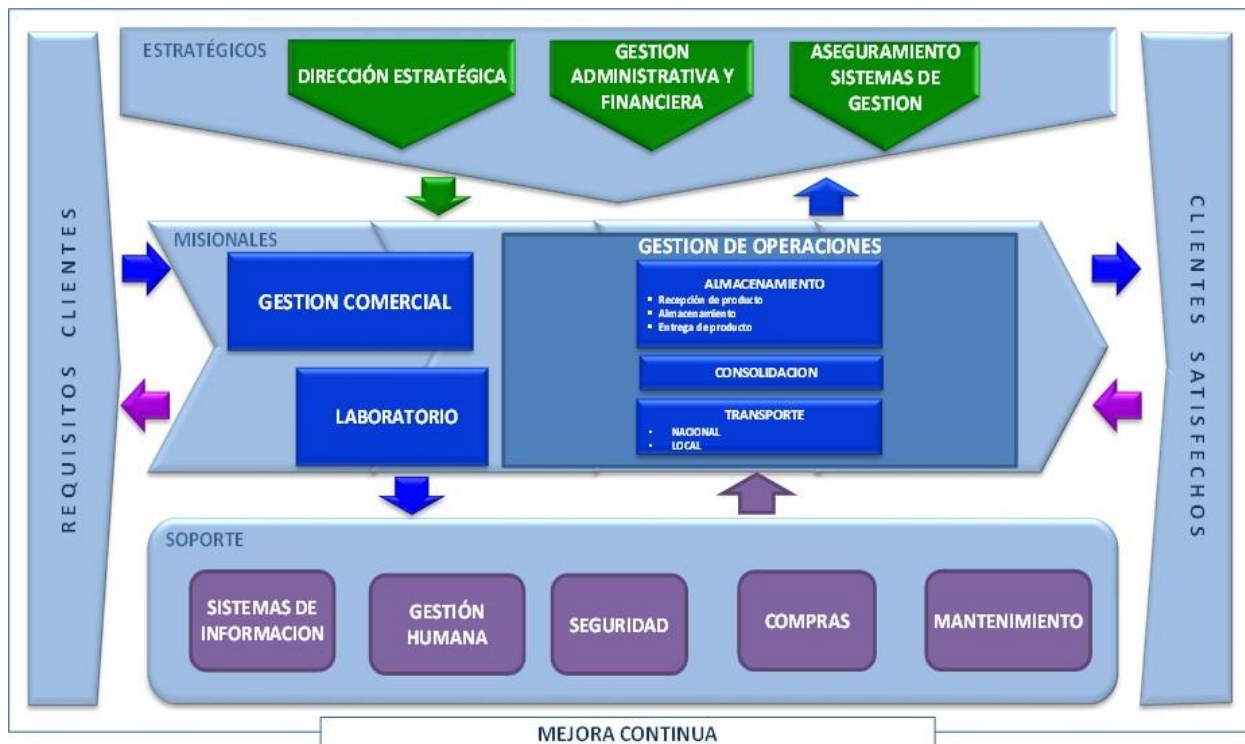 ESTRATÉGICOS
DIRECCIÓN ESTRATÉGICA
GESTION
ADMINISTRATIVA Y
FINANCIERA
ASEGURAMIENTO
SISTEMAS DE
GESTION
REQUISITOS CLIENTES
MISIONALES
GESTION COMERCIAL
LABORATORIO
GESTION DE OPERACIONES
ALMACENAMIENTO
▪ Recepción de producto
▪ Almacenamiento
▪ Entrega de producto
CONSOLIDACION
TRANSPORTE
• NACIONAL
• LOCAL
CLIENTES SATISFECHOS
SOPORTE
SISTEMAS DE
INFORMACION
GESTIÓN
HUMANA
SEGURIDAD
COMPRAS
MANTENIMIENTO
MEJORA CONTINUA